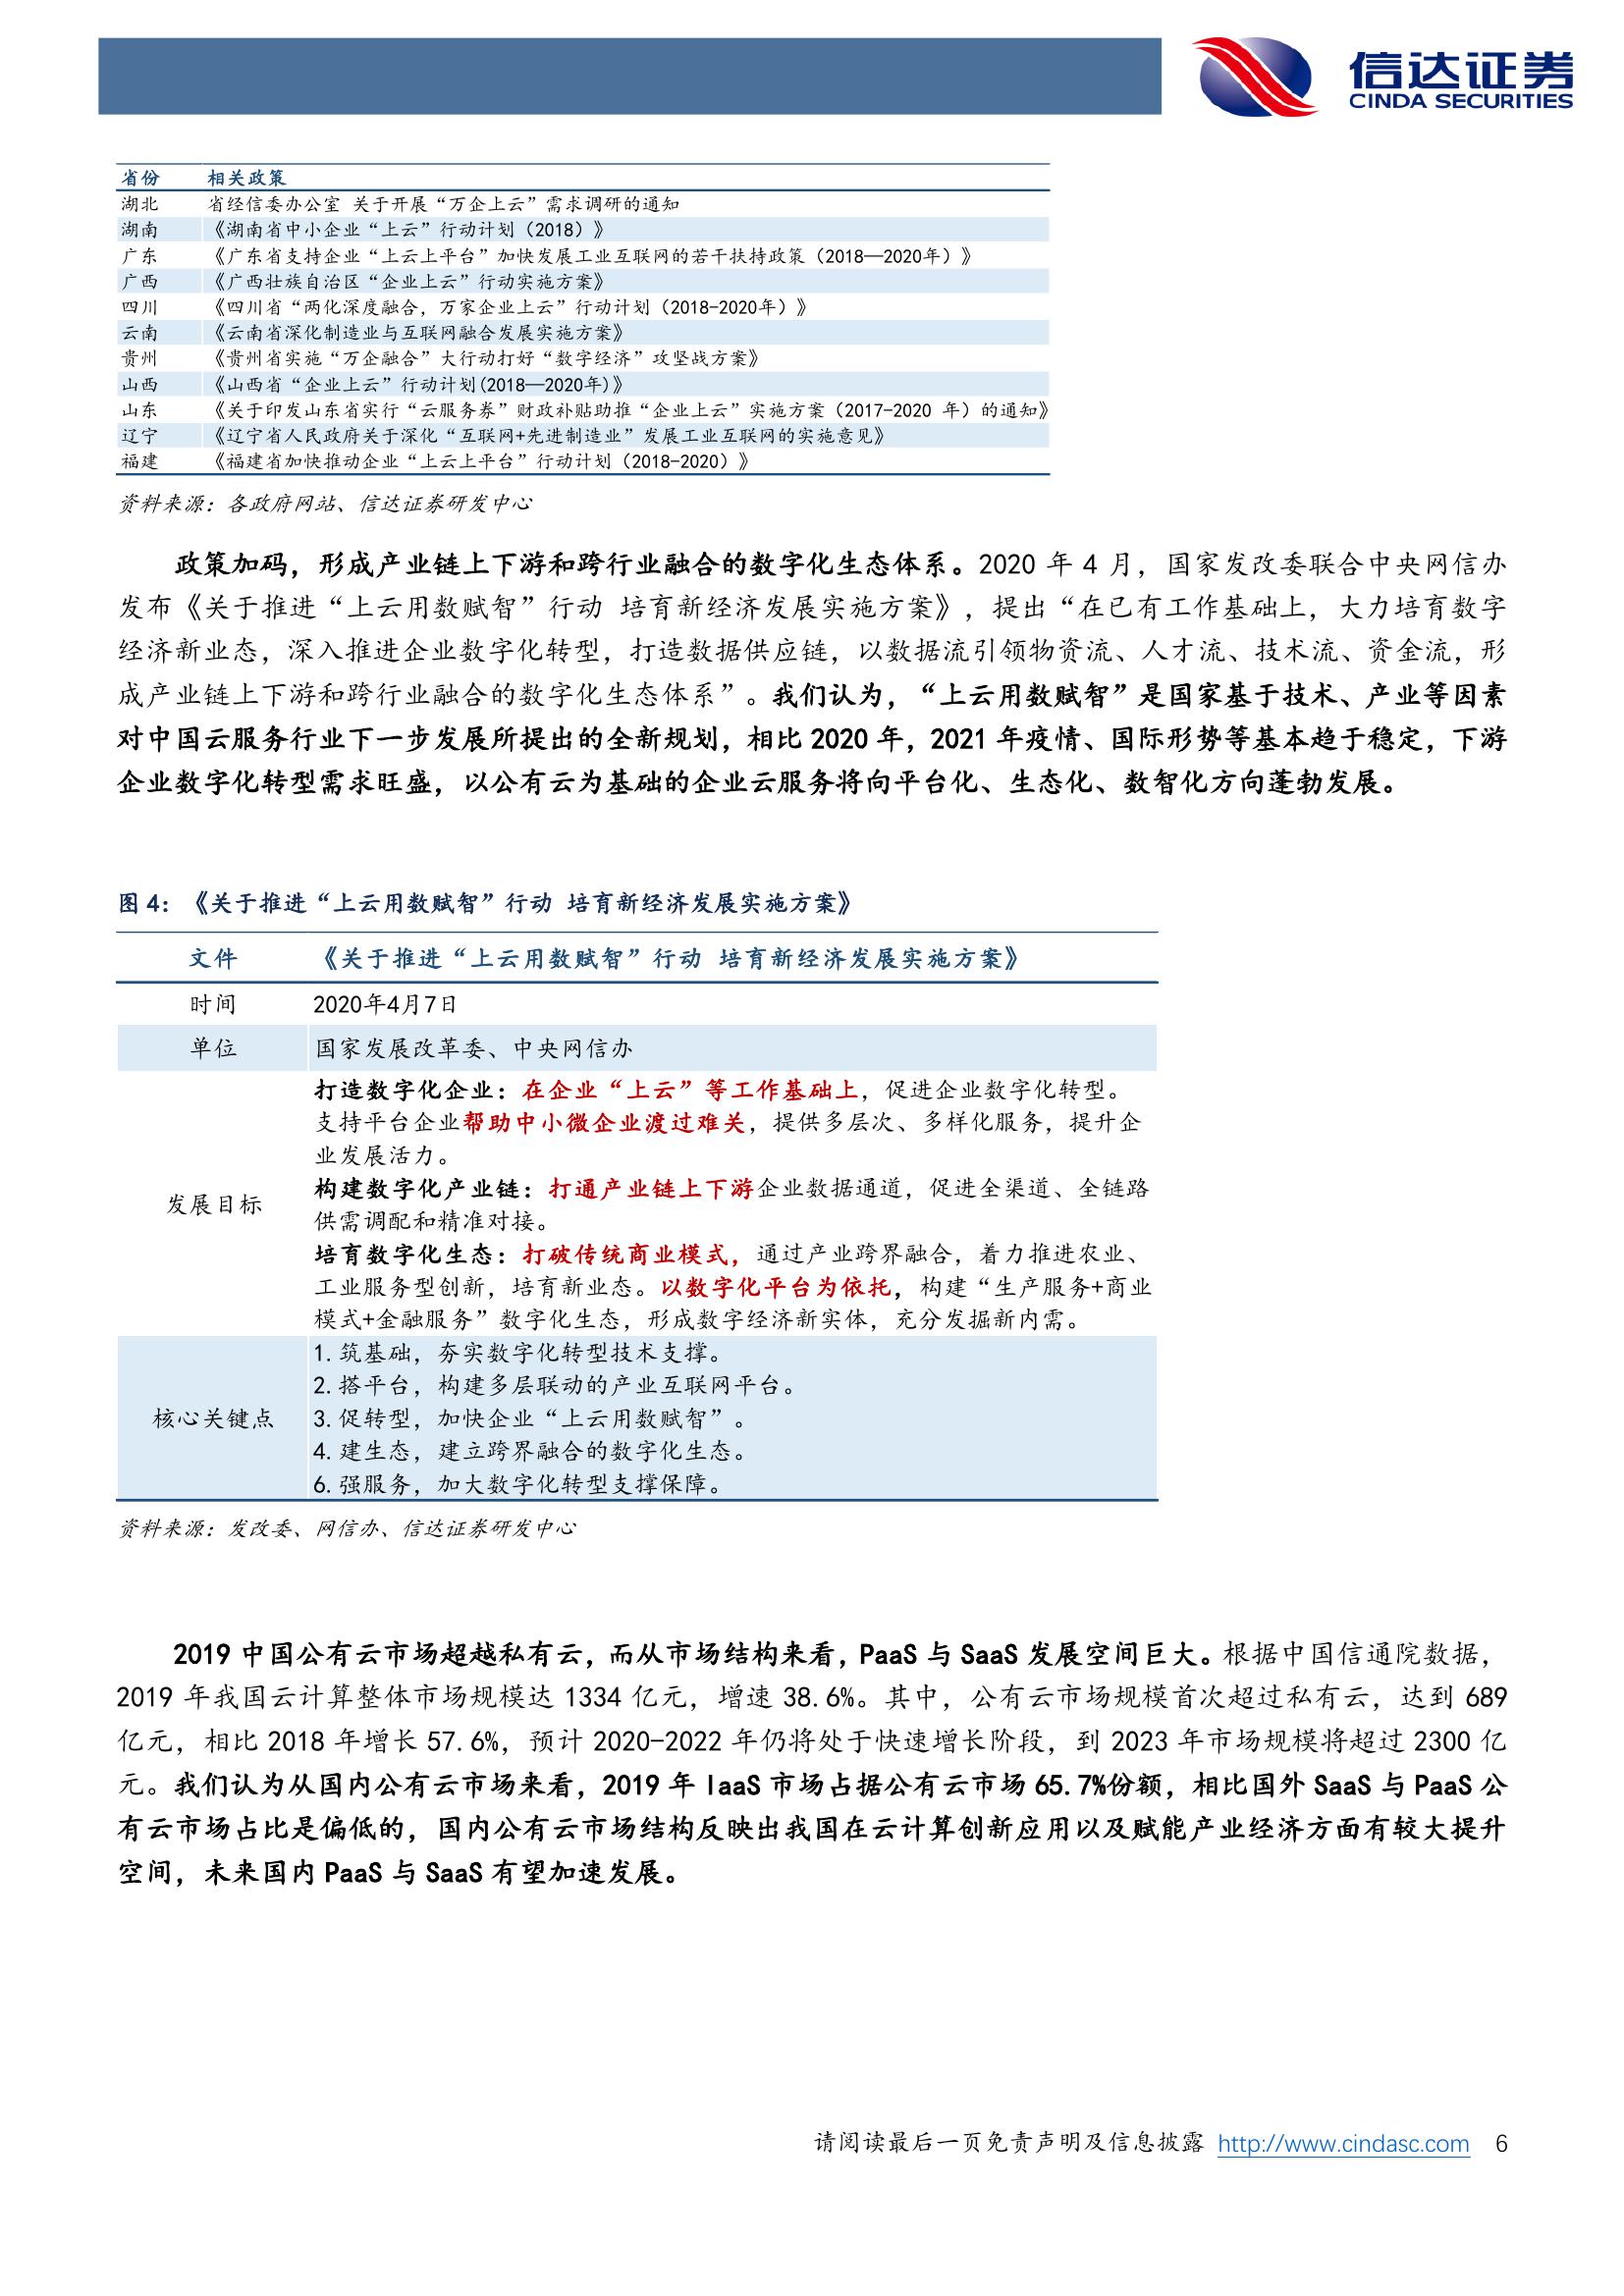 信达证券
CINDA SECURITIES
省份 相关政策
湖北 省经信委办公室 关于开展“万企上云”需求调研的通知
湖南 《湖南省中小企业“上云”行动计划（2018）》
广东 《广东省支持企业“上云上平台”加快发展工业互联网的若干扶持政策（2018—2020年）》
广西 《广西壮族自治区“企业上云”行动实施方案》
四川 《四川省“两化深度融合，万家企业上云”行动计划（2018-2020年）》
云南 《云南省深化制造业与互联网融合发展实施方案》
贵州 《贵州省实施“万企融合”大行动打好“数字经济”攻坚战方案》
山西 《山西省“企业上云”行动计划(2018—2020年)》
山东 《关于印发山东省实行“云服务券”财政补贴助推“企业上云”实施方案（2017-2020 年）的通知》
辽宁 《辽宁省人民政府关于深化“互联网+先进制造业”发展工业互联网的实施意见》
福建 《福建省加快推动企业“上云上平台”行动计划（2018-2020）》
资料来源：各政府网站、信达证券研发中心
政策加码，形成产业链上下游和跨行业融合的数字化生态体系。2020 年 4 月，国家发改委联合中央网信办
发布《关于推进“上云用数赋智”行动 培育新经济发展实施方案》，提出“在已有工作基础上，大力培育数字
经济新业态，深入推进企业数字化转型，打造数据供应链，以数据流引领物资流、人才流、技术流、资金流，形
成产业链上下游和跨行业融合的数字化生态体系”。我们认为，“上云用数赋智”是国家基于技术、产业等因素
对中国云服务行业下一步发展所提出的全新规划，相比 2020 年，2021 年疫情、国际形势等基本趋于稳定，下游
企业数字化转型需求旺盛，以公有云为基础的企业云服务将向平台化、生态化、数智化方向蓬勃发展。
图 4：《关于推进“上云用数赋智”行动 培育新经济发展实施方案》
文件 《关于推进“上云用数赋智”行动 培育新经济发展实施方案》
时间 2020年4月7日
单位 国家发展改革委、中央网信办
发展目标
打造数字化企业：在企业“上云”等工作基础上，促进企业数字化转型。
支持平台企业帮助中小微企业渡过难关，提供多层次、多样化服务，提升企
业发展活力。
构建数字化产业链：打通产业链上下游企业数据通道，促进全渠道、全链路
供需调配和精准对接。
培育数字化生态：打破传统商业模式，通过产业跨界融合，着力推进农业、
工业服务型创新，培育新业态。以数字化平台为依托，构建“生产服务+商业
模式+金融服务”数字化生态，形成数字经济新实体，充分发掘新内需。
核心关键点
1.筑基础，夯实数字化转型技术支撑。
2.搭平台，构建多层联动的产业互联网平台。
3.促转型，加快企业“上云用数赋智”。
4.建生态，建立跨界融合的数字化生态。
6.强服务，加大数字化转型支撑保障。
资料来源：发改委、网信办、信达证券研发中心
2019 中国公有云市场超越私有云，而从市场结构来看，PaaS 与 SaaS 发展空间巨大。根据中国信通院数据，
2019 年我国云计算整体市场规模达 1334 亿元，增速 38.6%。其中，公有云市场规模首次超过私有云，达到 689
亿元，相比 2018 年增长 57.6%，预计 2020-2022 年仍将处于快速增长阶段，到 2023 年市场规模将超过 2300 亿
元。我们认为从国内公有云市场来看，2019 年 IaaS 市场占据公有云市场 65.7%份额，相比国外 SaaS 与 PaaS 公
有云市场占比是偏低的，国内公有云市场结构反映出我国在云计算创新应用以及赋能产业经济方面有较大提升
空间，未来国内 PaaS 与 SaaS 有望加速发展。
请阅读最后一页免责声明及信息披露 http://www.cindasc.com 6